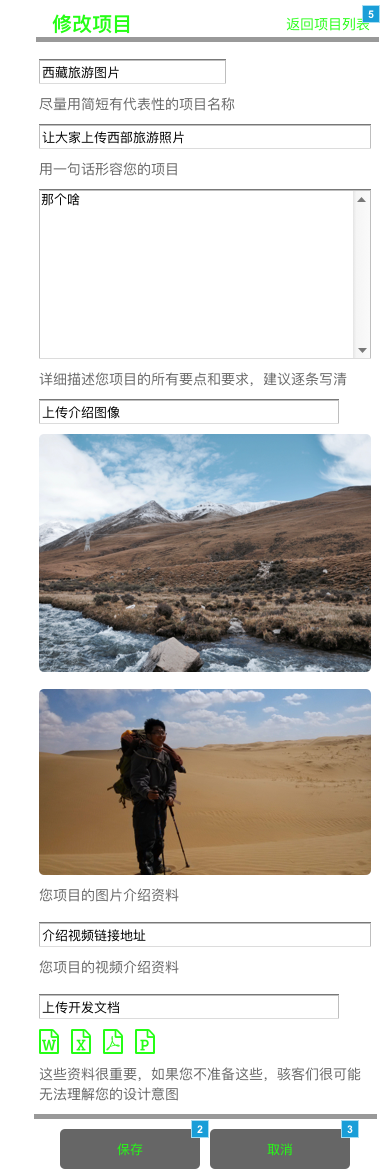 修改项目 返回项目列表 5
西藏旅游图片
尽量用简短有代表性的项目名称
让大家上传西部旅游照片
用一句话形容您的项目
那个啥
详细描述您项目的所有要点和要求，建议逐条写清
上传介绍图像
您项目的图片介绍资料
介绍视频链接地址
您项目的视频介绍资料
上传开发文档
W X P
这些资料很重要，如果您不准备这些，骇客们很可能
无法理解您的设计意图
保存 2 取消 3